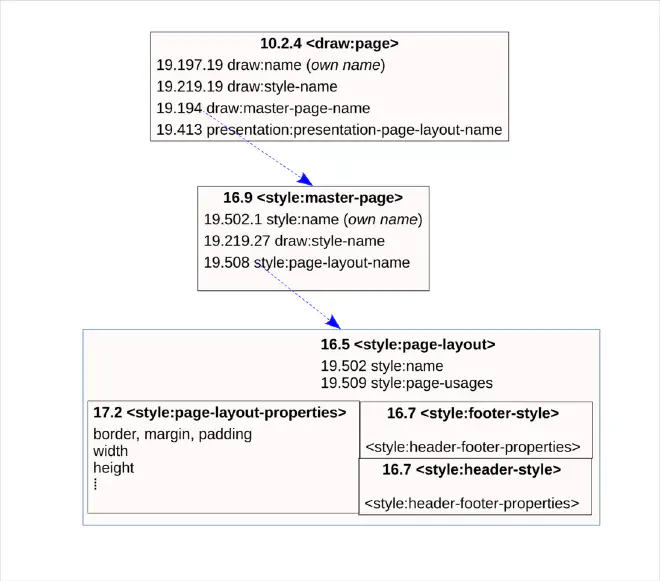 10.2.4 <draw:page>
19.197.19 draw:name (own name)
19.219.19 draw:style-name
19.194 draw:master-page-name
19.413 presentation:presentation-page-layout-name
16.9 <style:master-page>
19.502.1 style:name (own name)
19.219.27 draw:style-name
19.508 style:page-layout-name
16.5 <style:page-layout>
19.502 style:name
19.509 style:page-usages
17.2 <style:page-layout-properties>
border, margin, padding
width
height
⁞
16.7 <style:footer-style>
<style:header-footer-properties>
16.7 <style:header-style>
<style:header-footer-properties>